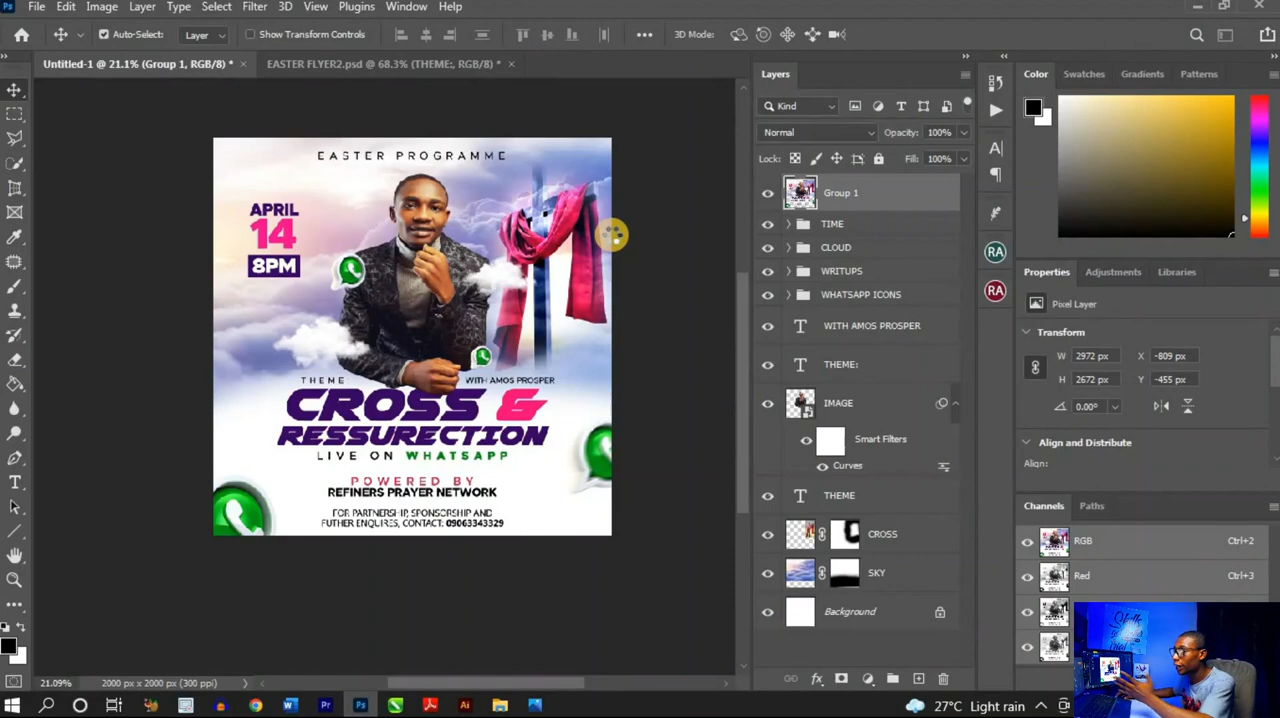 Ps File Edit Image Layer Type Select Filter 3D View Plugins Window Help
Auto-Select: Layer Show Transform Controls 3D Mode:
Untitled-1 @ 21.1% (Group 1, RGB/8) * × EASTER FLYER2.psd @ 68.3% (THEME:, RGB/8) * ×
EASTER PROGRAMME
APRIL
14
8PM
THEME WITH AMOS PROSPER
CROSS &
RESSURECTION
LIVE ON WHATSAPP
POWERED BY
REFINERS PRAYER NETWORK
FOR PARTNERSHIP, SPONSORSHIP AND
FUTHER ENQUIRES, CONTACT: 09063343329
21.09% 2000 px x 2000 px (300 ppi)
Layers
Kind
Normal Opacity: 100%
Lock: Fill: 100%
Group 1
TIME
CLOUD
WRITUPS
WHATSAPP ICONS
T WITH AMOS PROSPER
T THEME:
IMAGE
Smart Filters
Curves
T THEME
CROSS
SKY
Background
fx
A
RA
RA
Color Swatches Gradients Patterns
Properties Adjustments Libraries
Pixel Layer
Transform
W 2972 px X -809 px
H 2672 px Y -455 px
0.00°
Align and Distribute
Align:
Channels Paths
RGB Ctrl+2
Red Ctrl+3
27°C Light rain